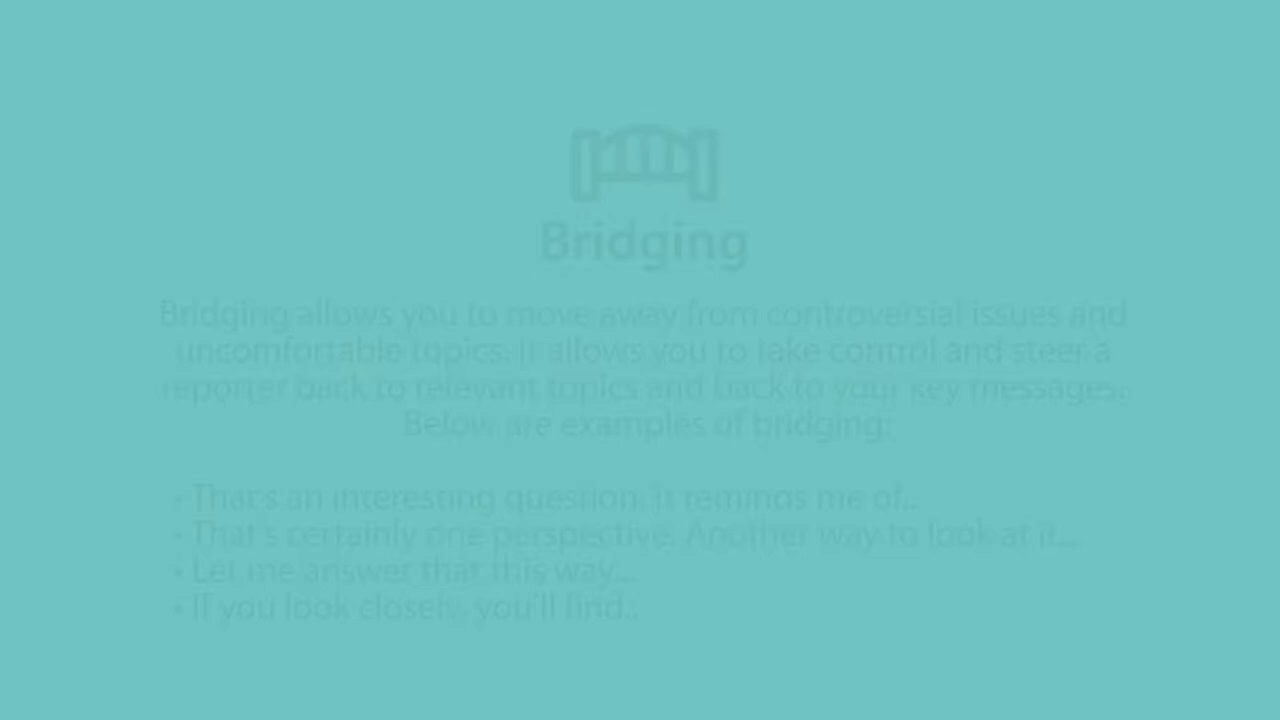 Bridging
Bridging allows you to move away from controversial issues and
uncomfortable topics. It allows you to take control and steer a
reporter back to relevant topics and back to your key messages.
Below are examples of bridging:
• That's an interesting question. It reminds me of..
• That's certainly one perspective. Another way to look at it...
• Let me answer that this way...
• If you look closely, you'll find..